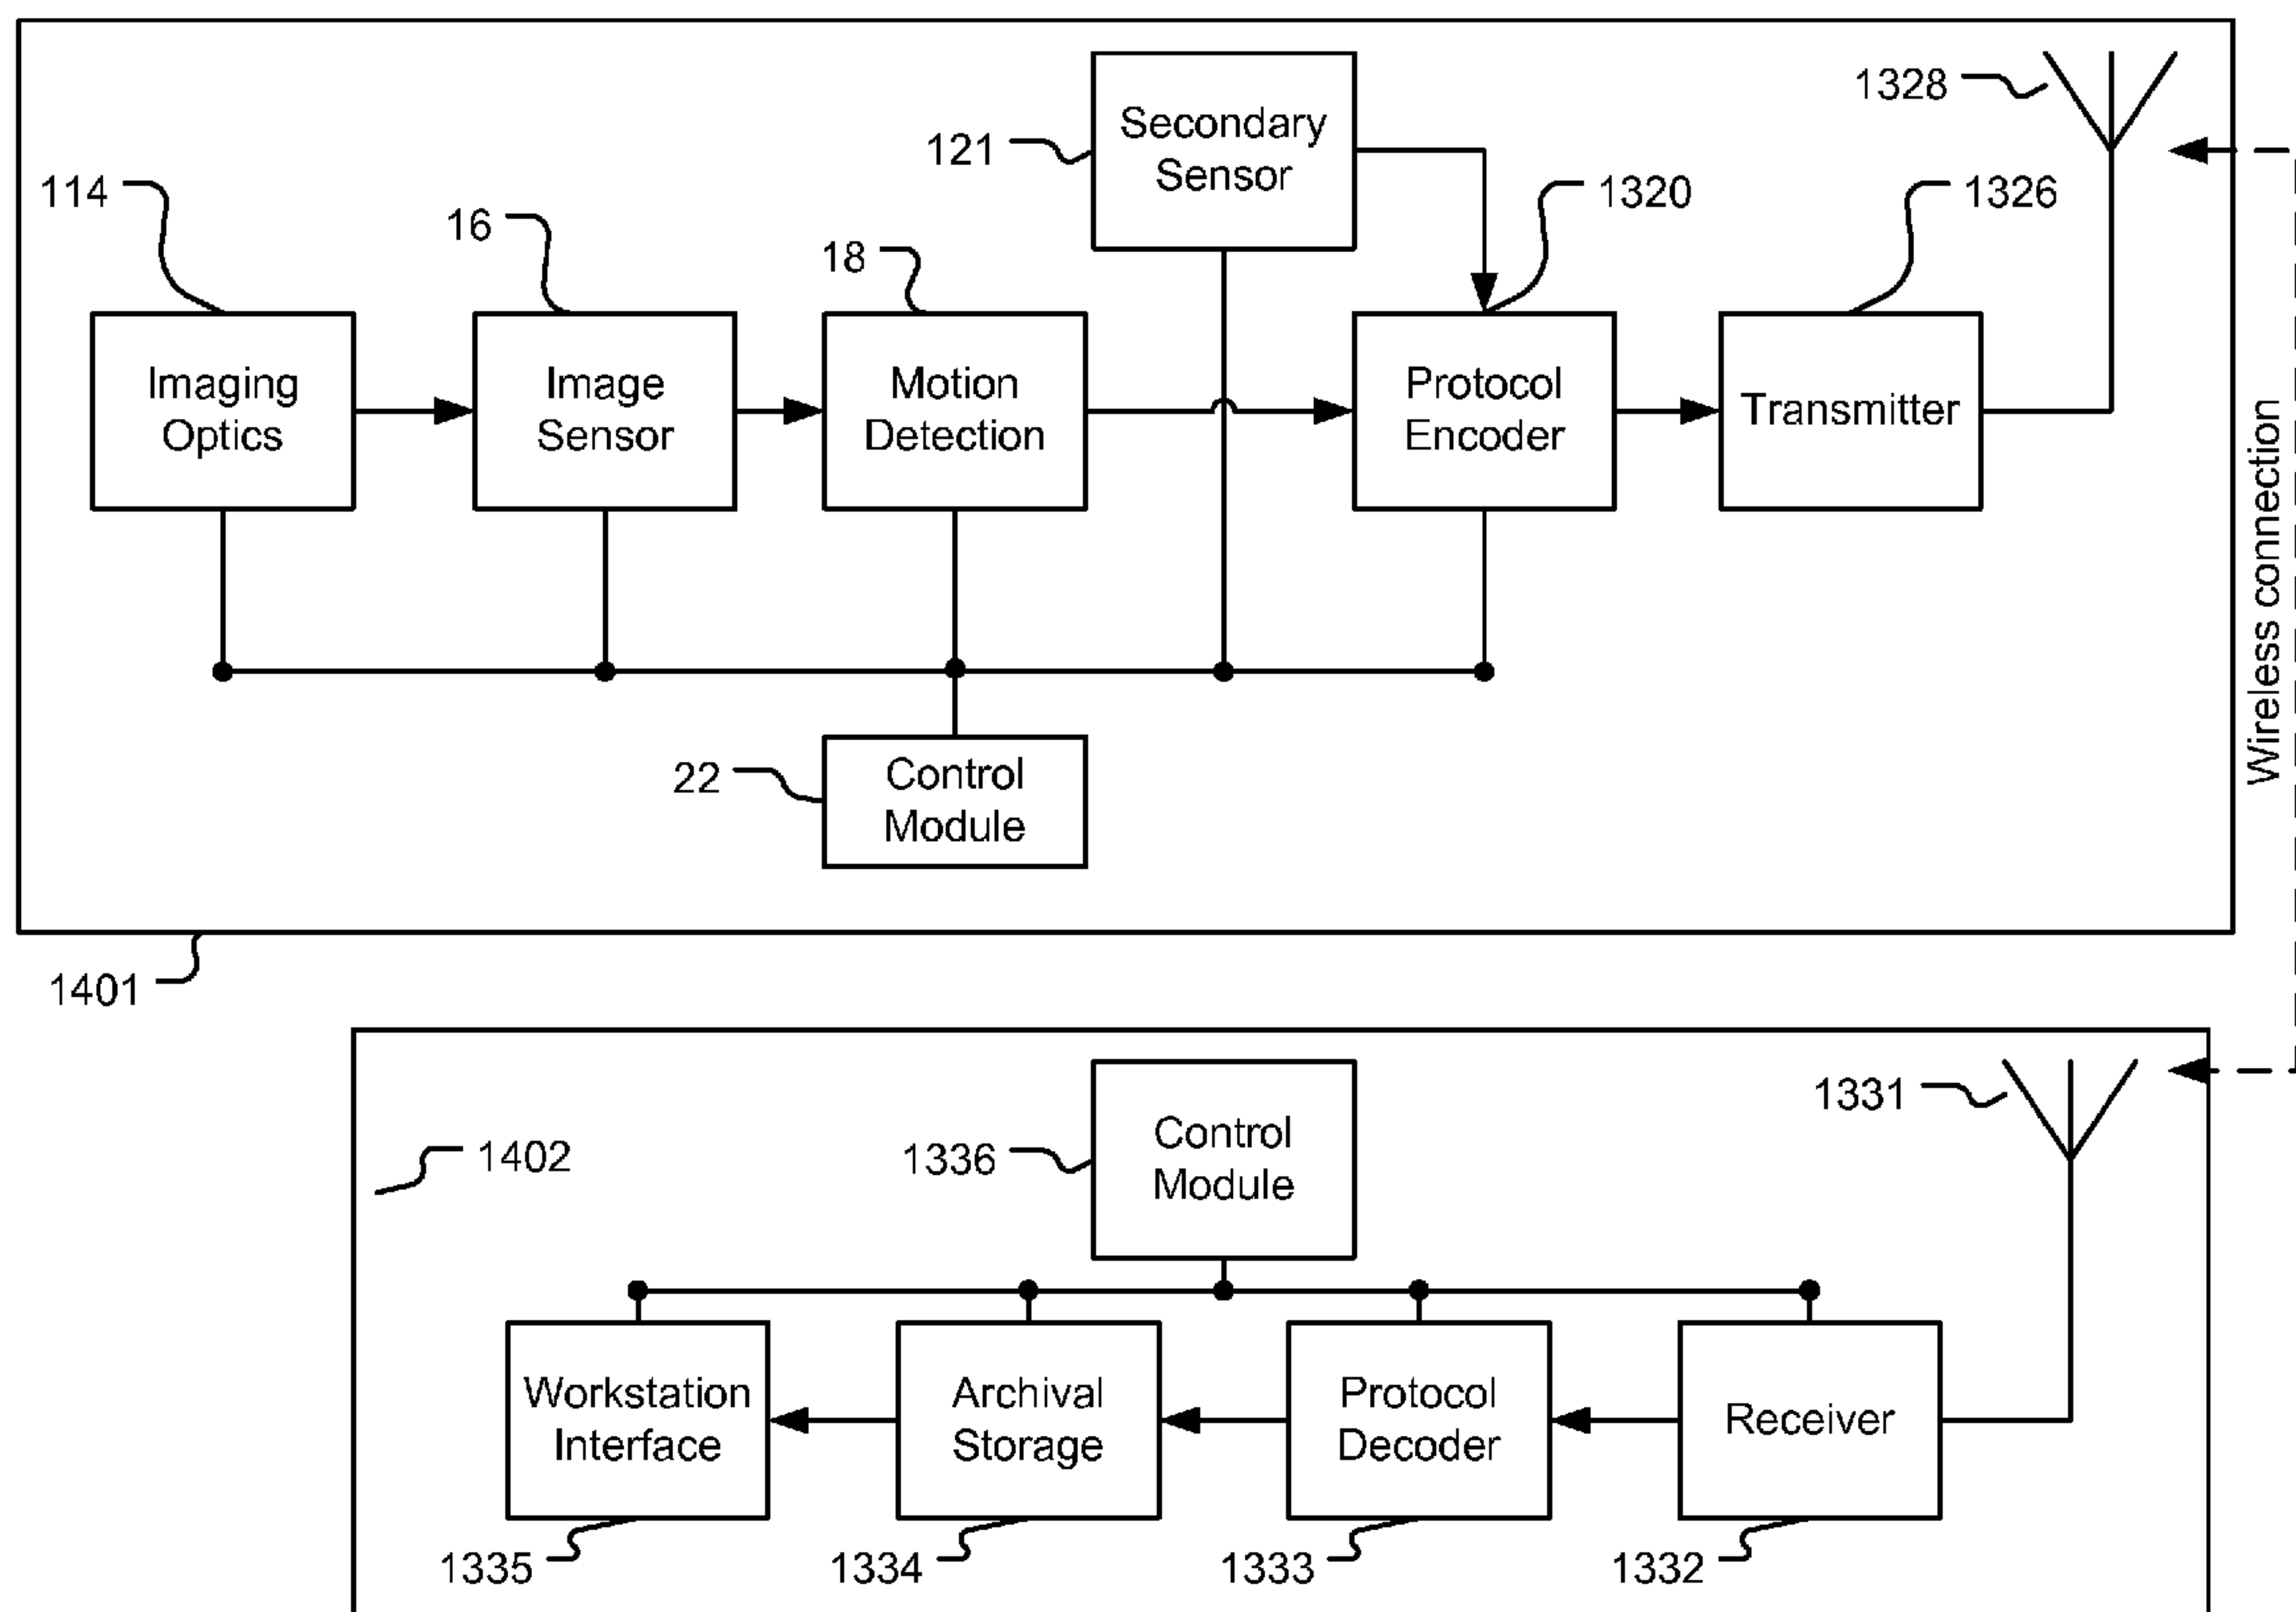 1328
Secondary
Sensor
121
114
1320
1326
16
18
Imaging
Optics
Image
Sensor
Motion
Detection
Protocol
Encoder
Transmitter
Wireless connection
22
Control
Module
1401
1331
1402
1336
Control
Module
Workstation
Interface
Archival
Storage
Protocol
Decoder
Receiver
1335
1334
1333
1332